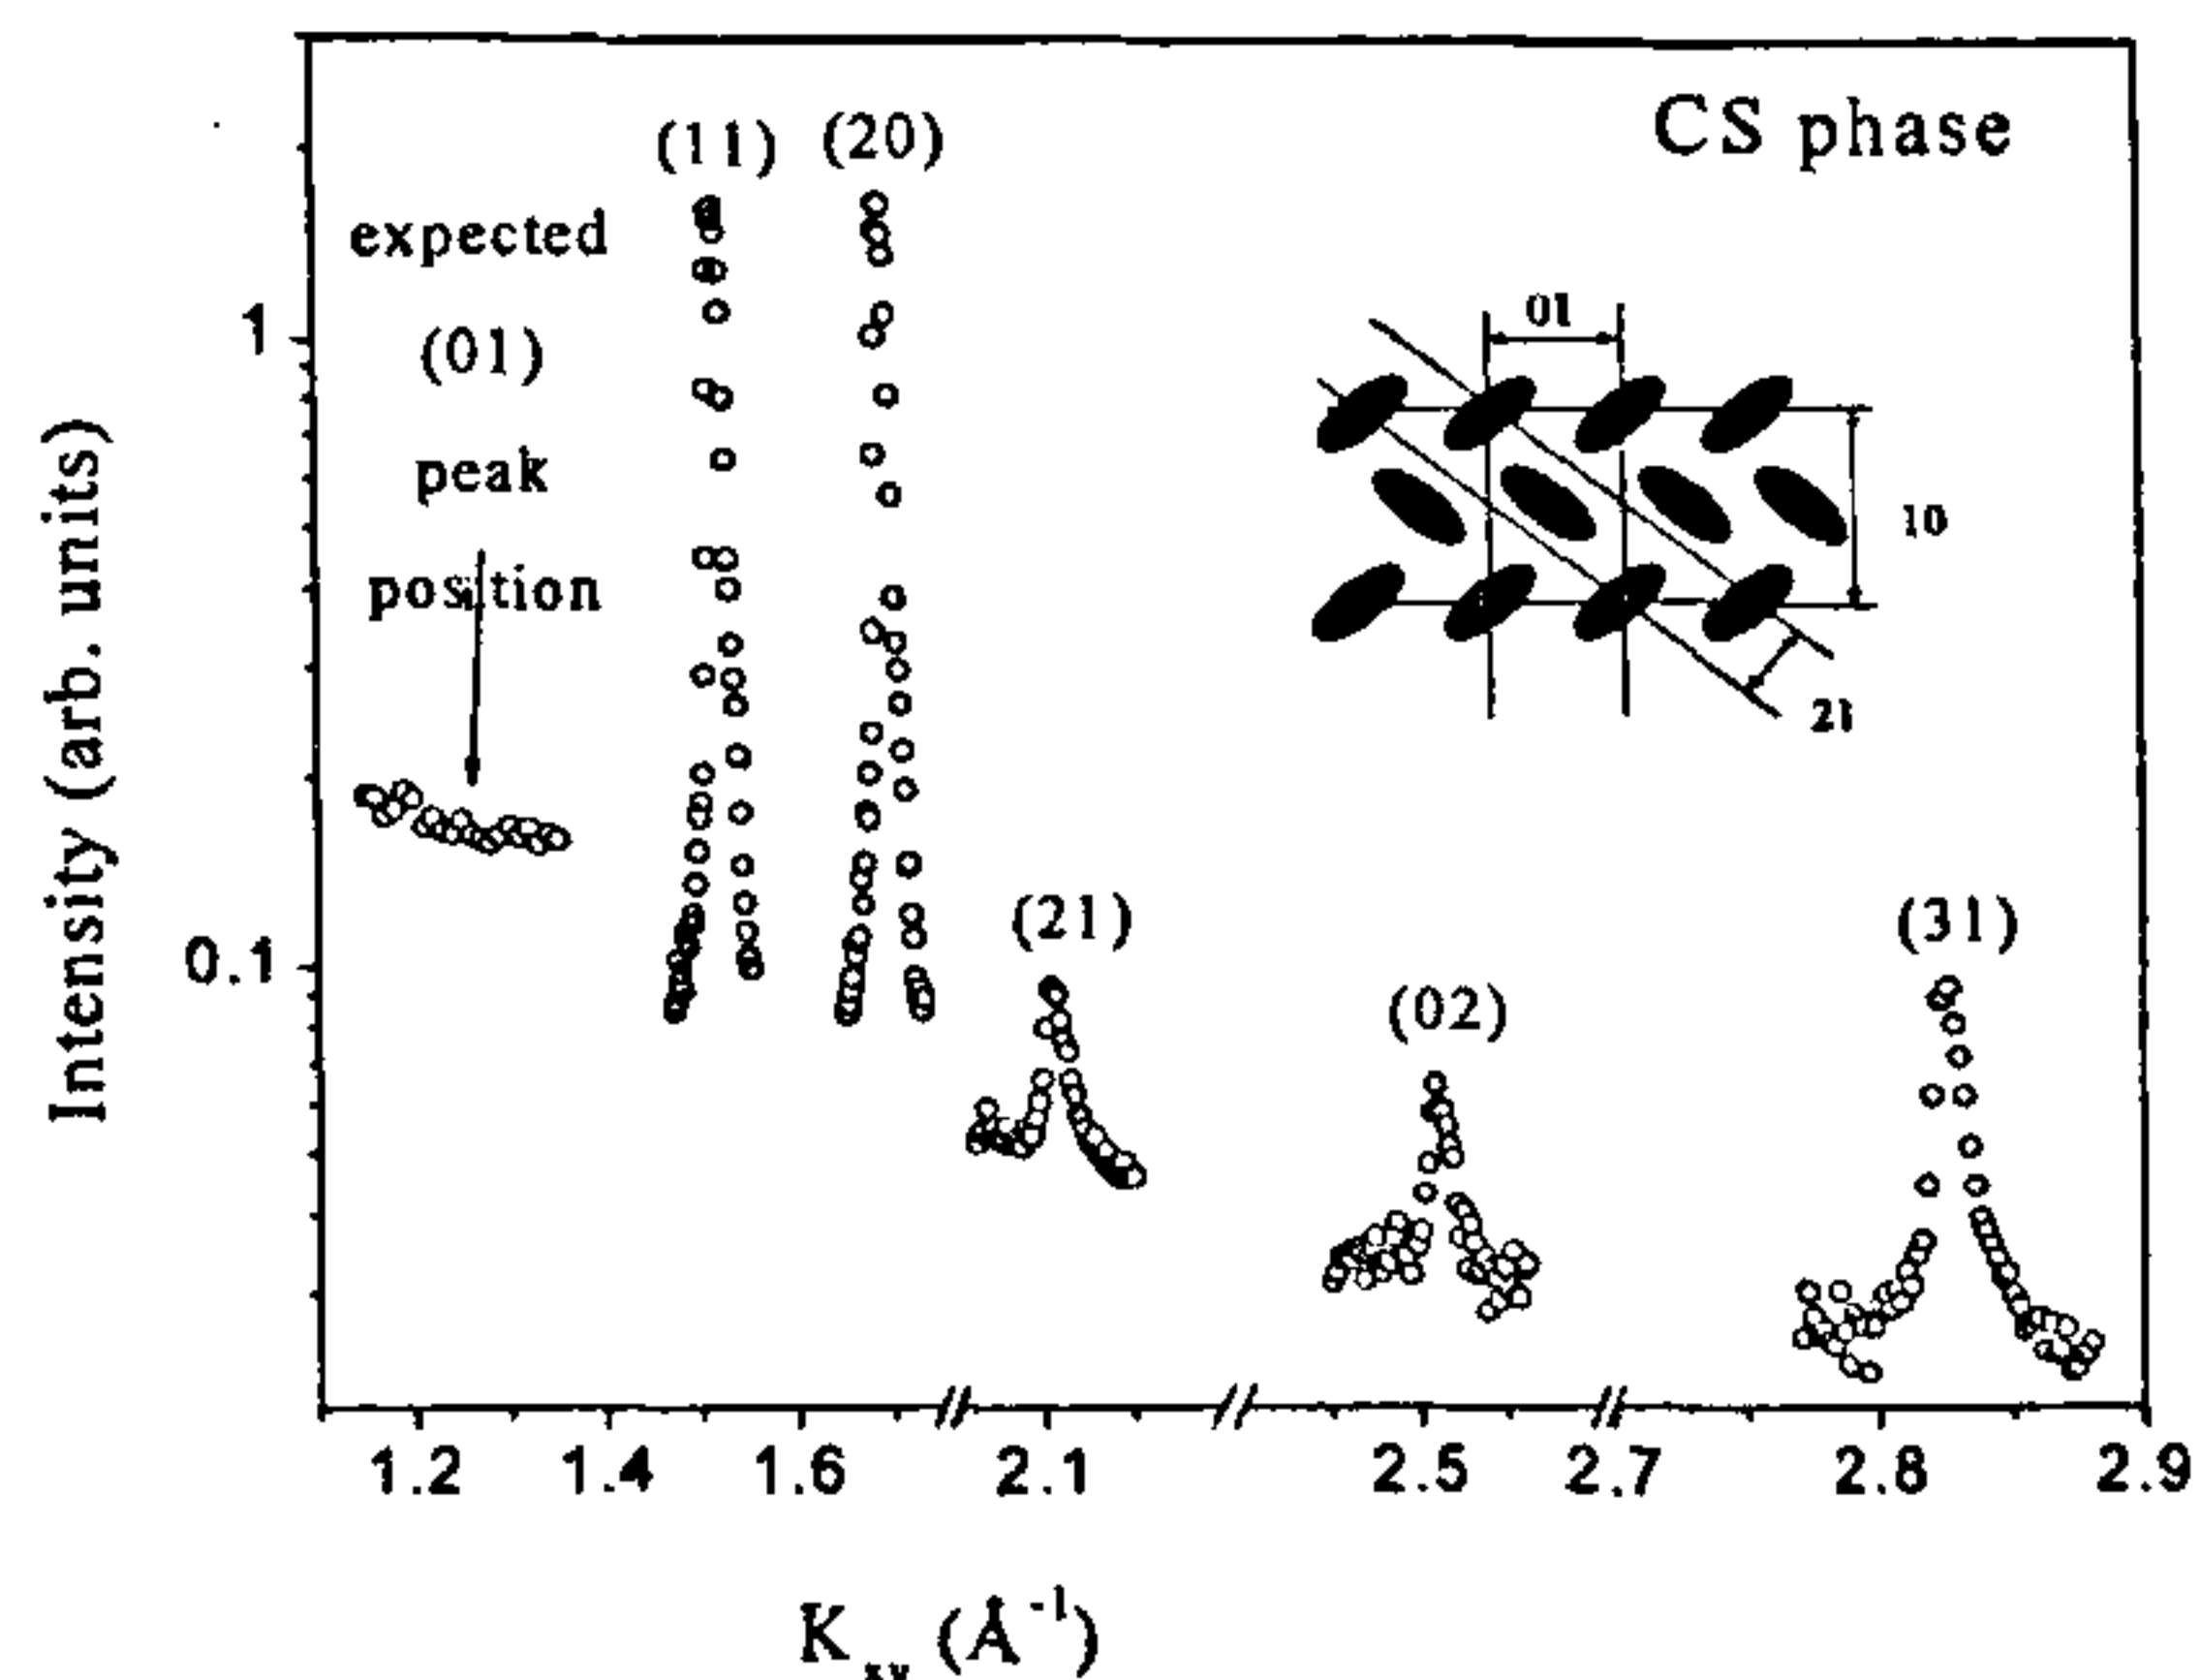 CS phase
(11) (20)
expected
(01)
peak
position
1
0.1
(21)
(02)
(31)
01
10
21
Intensity (arb. units)
1.2 1.4 1.6 2.1 2.5 2.7 2.8 2.9
K xy (Å -1)